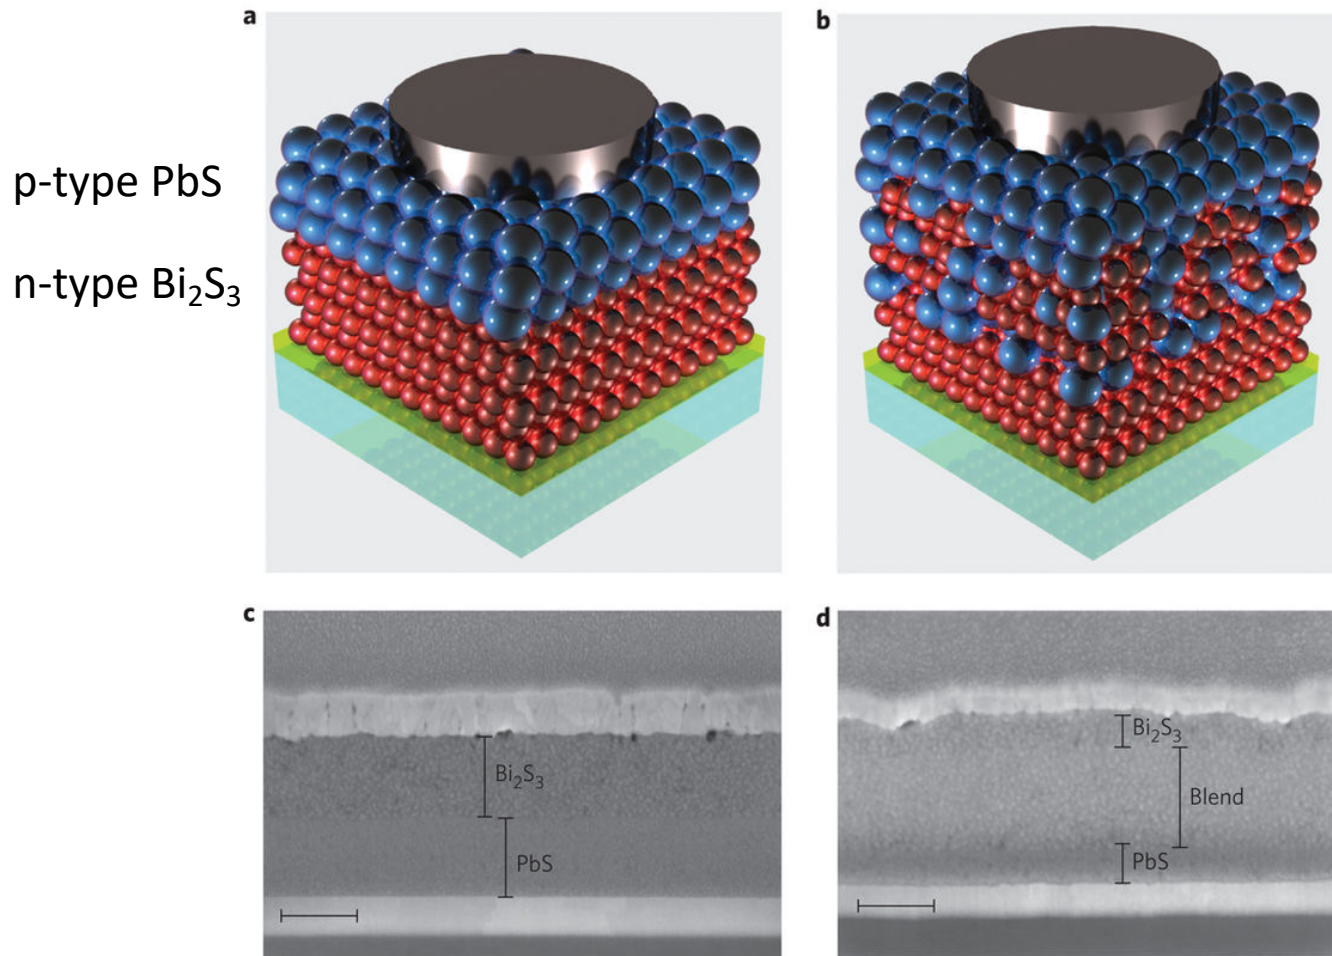 a
b
p-type PbS
n-type Bi₂S₃
c
d
Bi₂S₃
PbS
Bi₂S₃
Blend
PbS